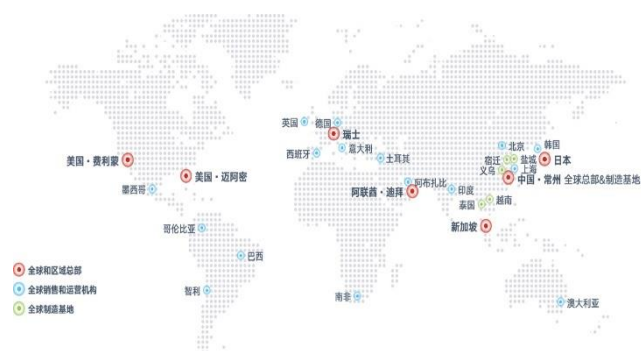 英国
德国
瑞士
西班牙
意大利
土耳其
美国·费利蒙
美国·迈阿密
墨西哥
北京
韩国
宿迁
盐城
日本
义乌
上海
中国·常州 全球总部&制造基地
阿布扎比
阿联酋·迪拜
印度
泰国
越南
哥伦比亚
新加坡
巴西
智利
南非
澳大利亚
全球和区域总部
全球销售和运营机构
全球制造基地